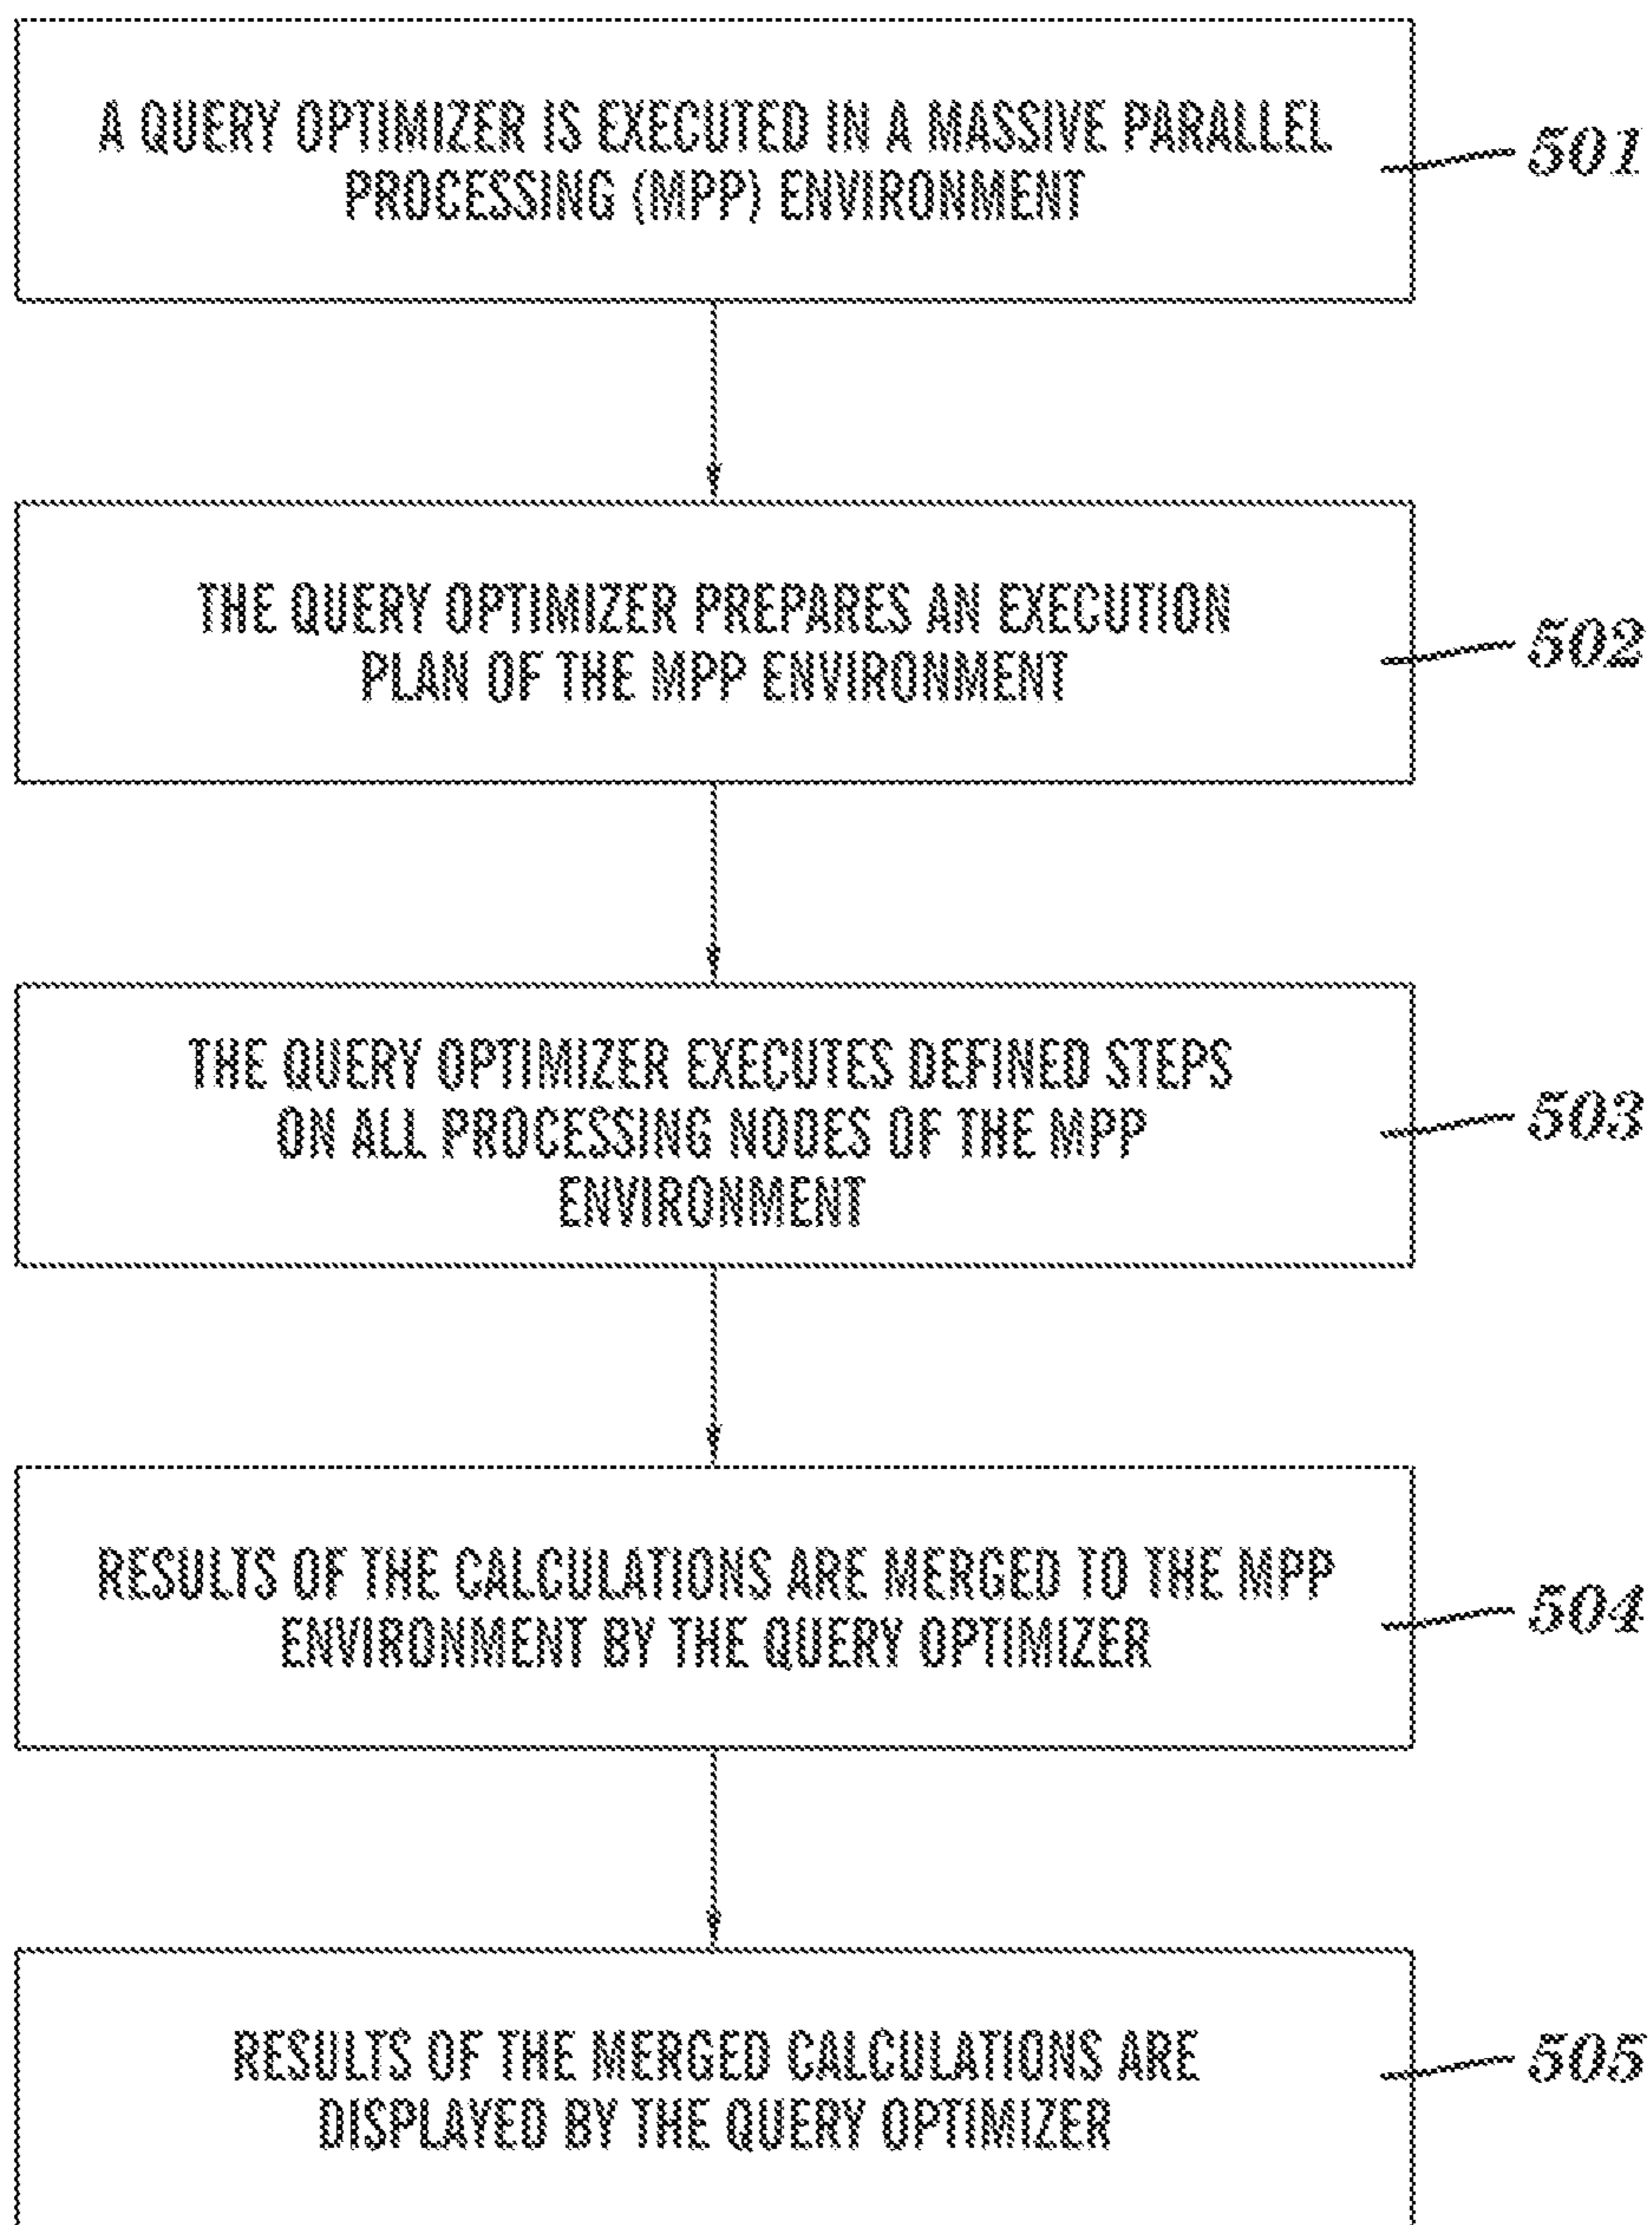 A QUERY OPTIMIZER IS EXECUTED IN A MASSIVE PARALLEL
PROCESSING (MPP) ENVIRONMENT
501
THE QUERY OPTIMIZER PREPARES AN EXECUTION
PLAN OF THE MPP ENVIRONMENT
502
THE QUERY OPTIMIZER EXECUTES DEFINED STEPS
ON ALL PROCESSING NODES OF THE MPP
ENVIRONMENT
503
RESULTS OF THE CALCULATIONS ARE MERGED TO THE MPP
ENVIRONMENT BY THE QUERY OPTIMIZER
504
RESULTS OF THE MERGED CALCULATIONS ARE
DISPLAYED BY THE QUERY OPTIMIZER
505